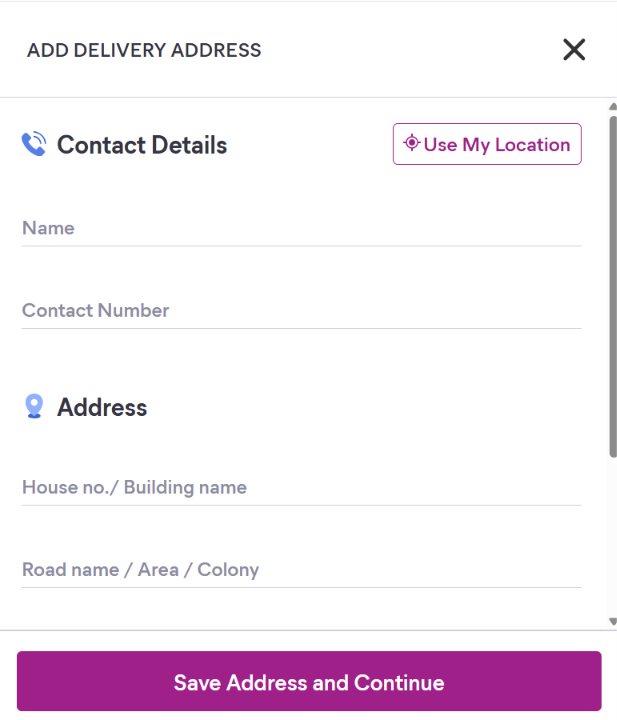 ADD DELIVERY ADDRESS
Contact Details
Use My Location
Name
Contact Number
Address
House no./ Building name
Road name / Area / Colony
Save Address and Continue